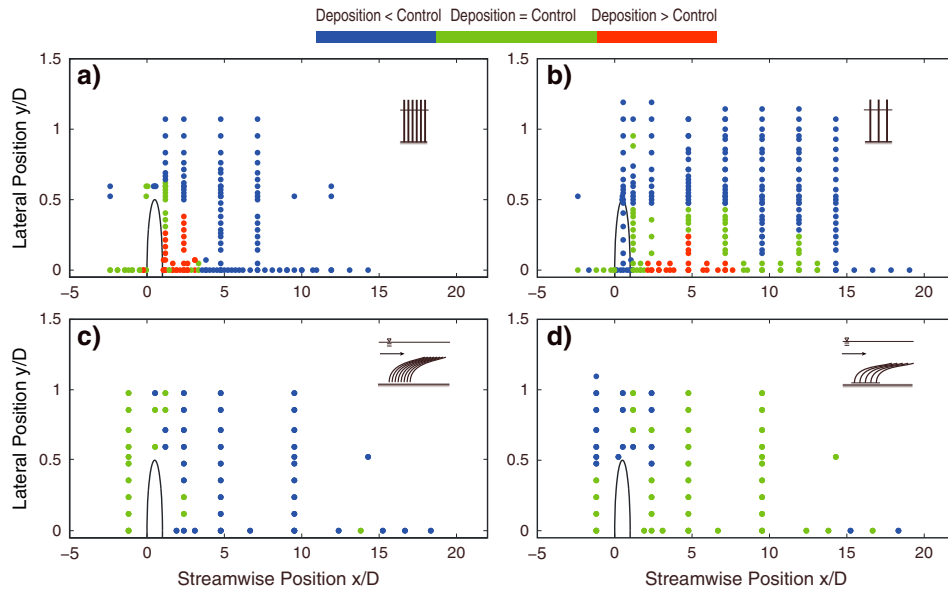 Deposition < Control Deposition = Control Deposition > Control
a)
b)
1.5
1
0.5
0
−5 0 5 10 15 20
Lateral Position y/D
1.5
1
0.5
0
−5 0 5 10 15 20
c)
d)
1.5
1
0.5
0
−5 0 5 10 15 20
Lateral Position y/D
Streamwise Position x/D
1.5
1
0.5
0
−5 0 5 10 15 20
Streamwise Position x/D